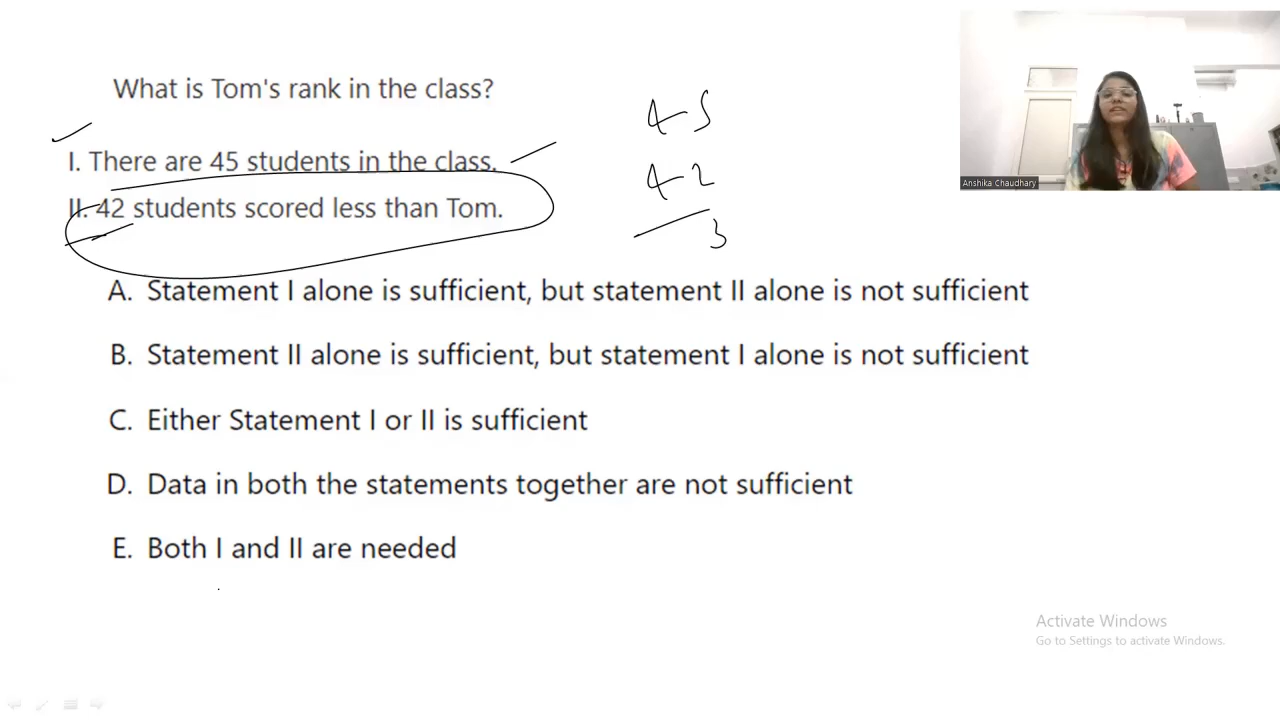 What is Tom's rank in the class?
I. There are 45 students in the class.
II. 42 students scored less than Tom.
45
42
3
Anshika Chaudhary
A. Statement I alone is sufficient, but statement II alone is not sufficient
B. Statement II alone is sufficient, but statement I alone is not sufficient
C. Either Statement I or II is sufficient
D. Data in both the statements together are not sufficient
E. Both I and II are needed
Activate Windows
Go to Settings to activate Windows.